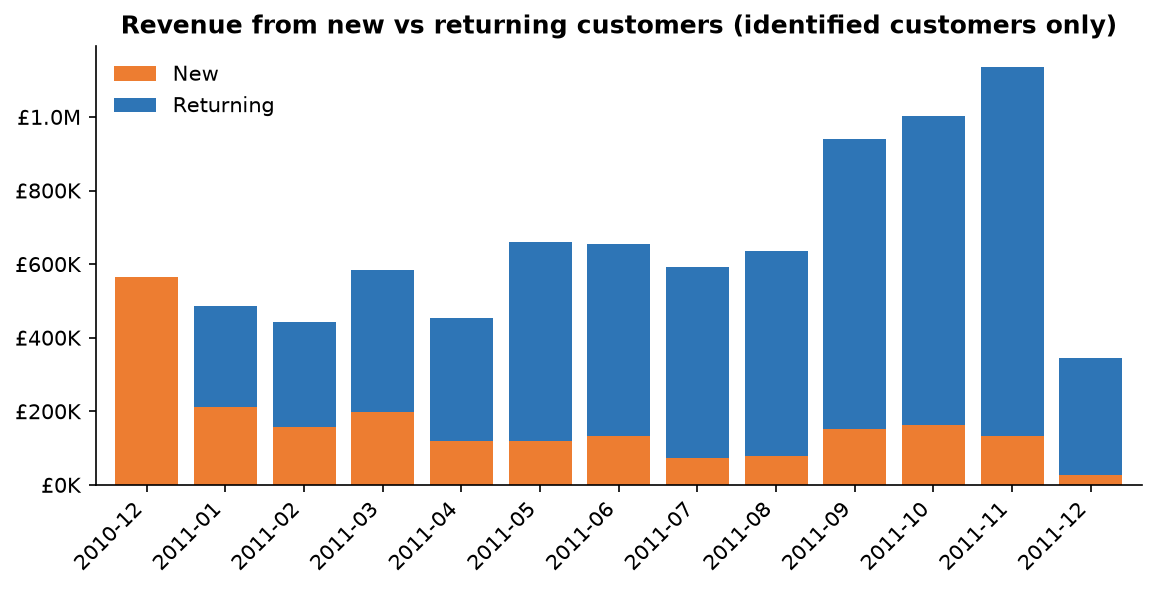 Revenue from new vs returning customers (identified customers only)
New
Returning
£1.0M
£800K
£600K
£400K
£200K
£0K
2010-12
2011-01
2011-02
2011-03
2011-04
2011-05
2011-06
2011-07
2011-08
2011-09
2011-10
2011-11
2011-12